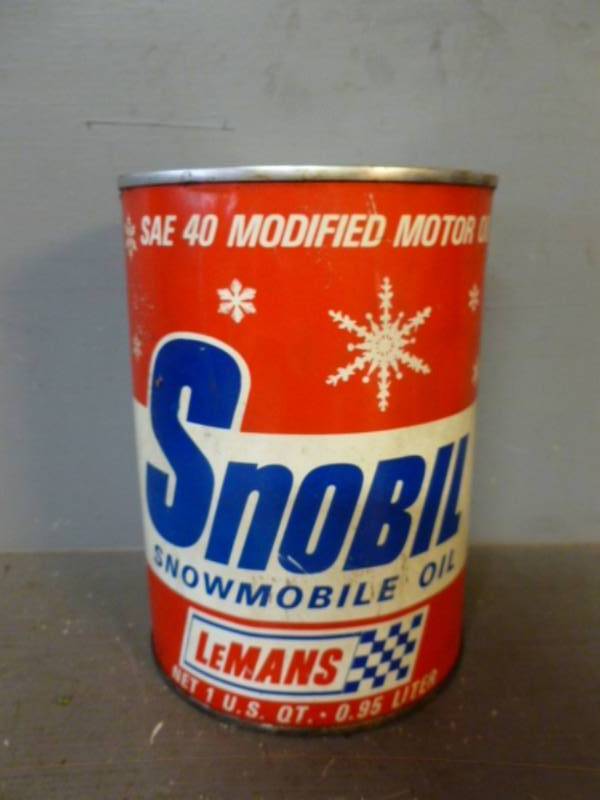 SAE 40 MODIFIED MOTOR
SNOBIL
SNOWMOBILE OIL
LEMANS
NET 1 U.S. QT. • 0.95 LITER